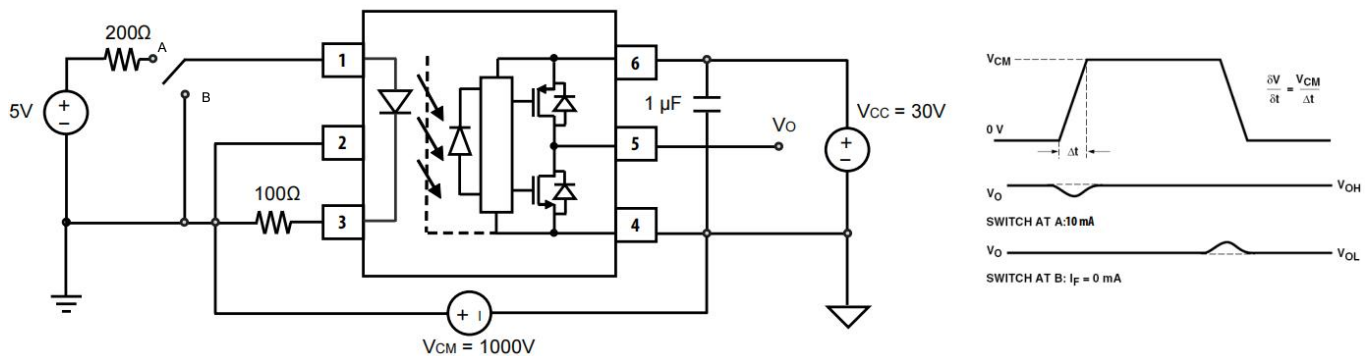 200Ω
A
B
5V
+
−
100Ω
1
2
3
6
5
4
1 µF
VO
VCC = 30V
+
−
+ I
VCM = 1000V
VCM
0 V
Δt
δV/δt = VCM/Δt
VO
VOH
SWITCH AT A:10 mA
VO
VOL
SWITCH AT B: IF = 0 mA